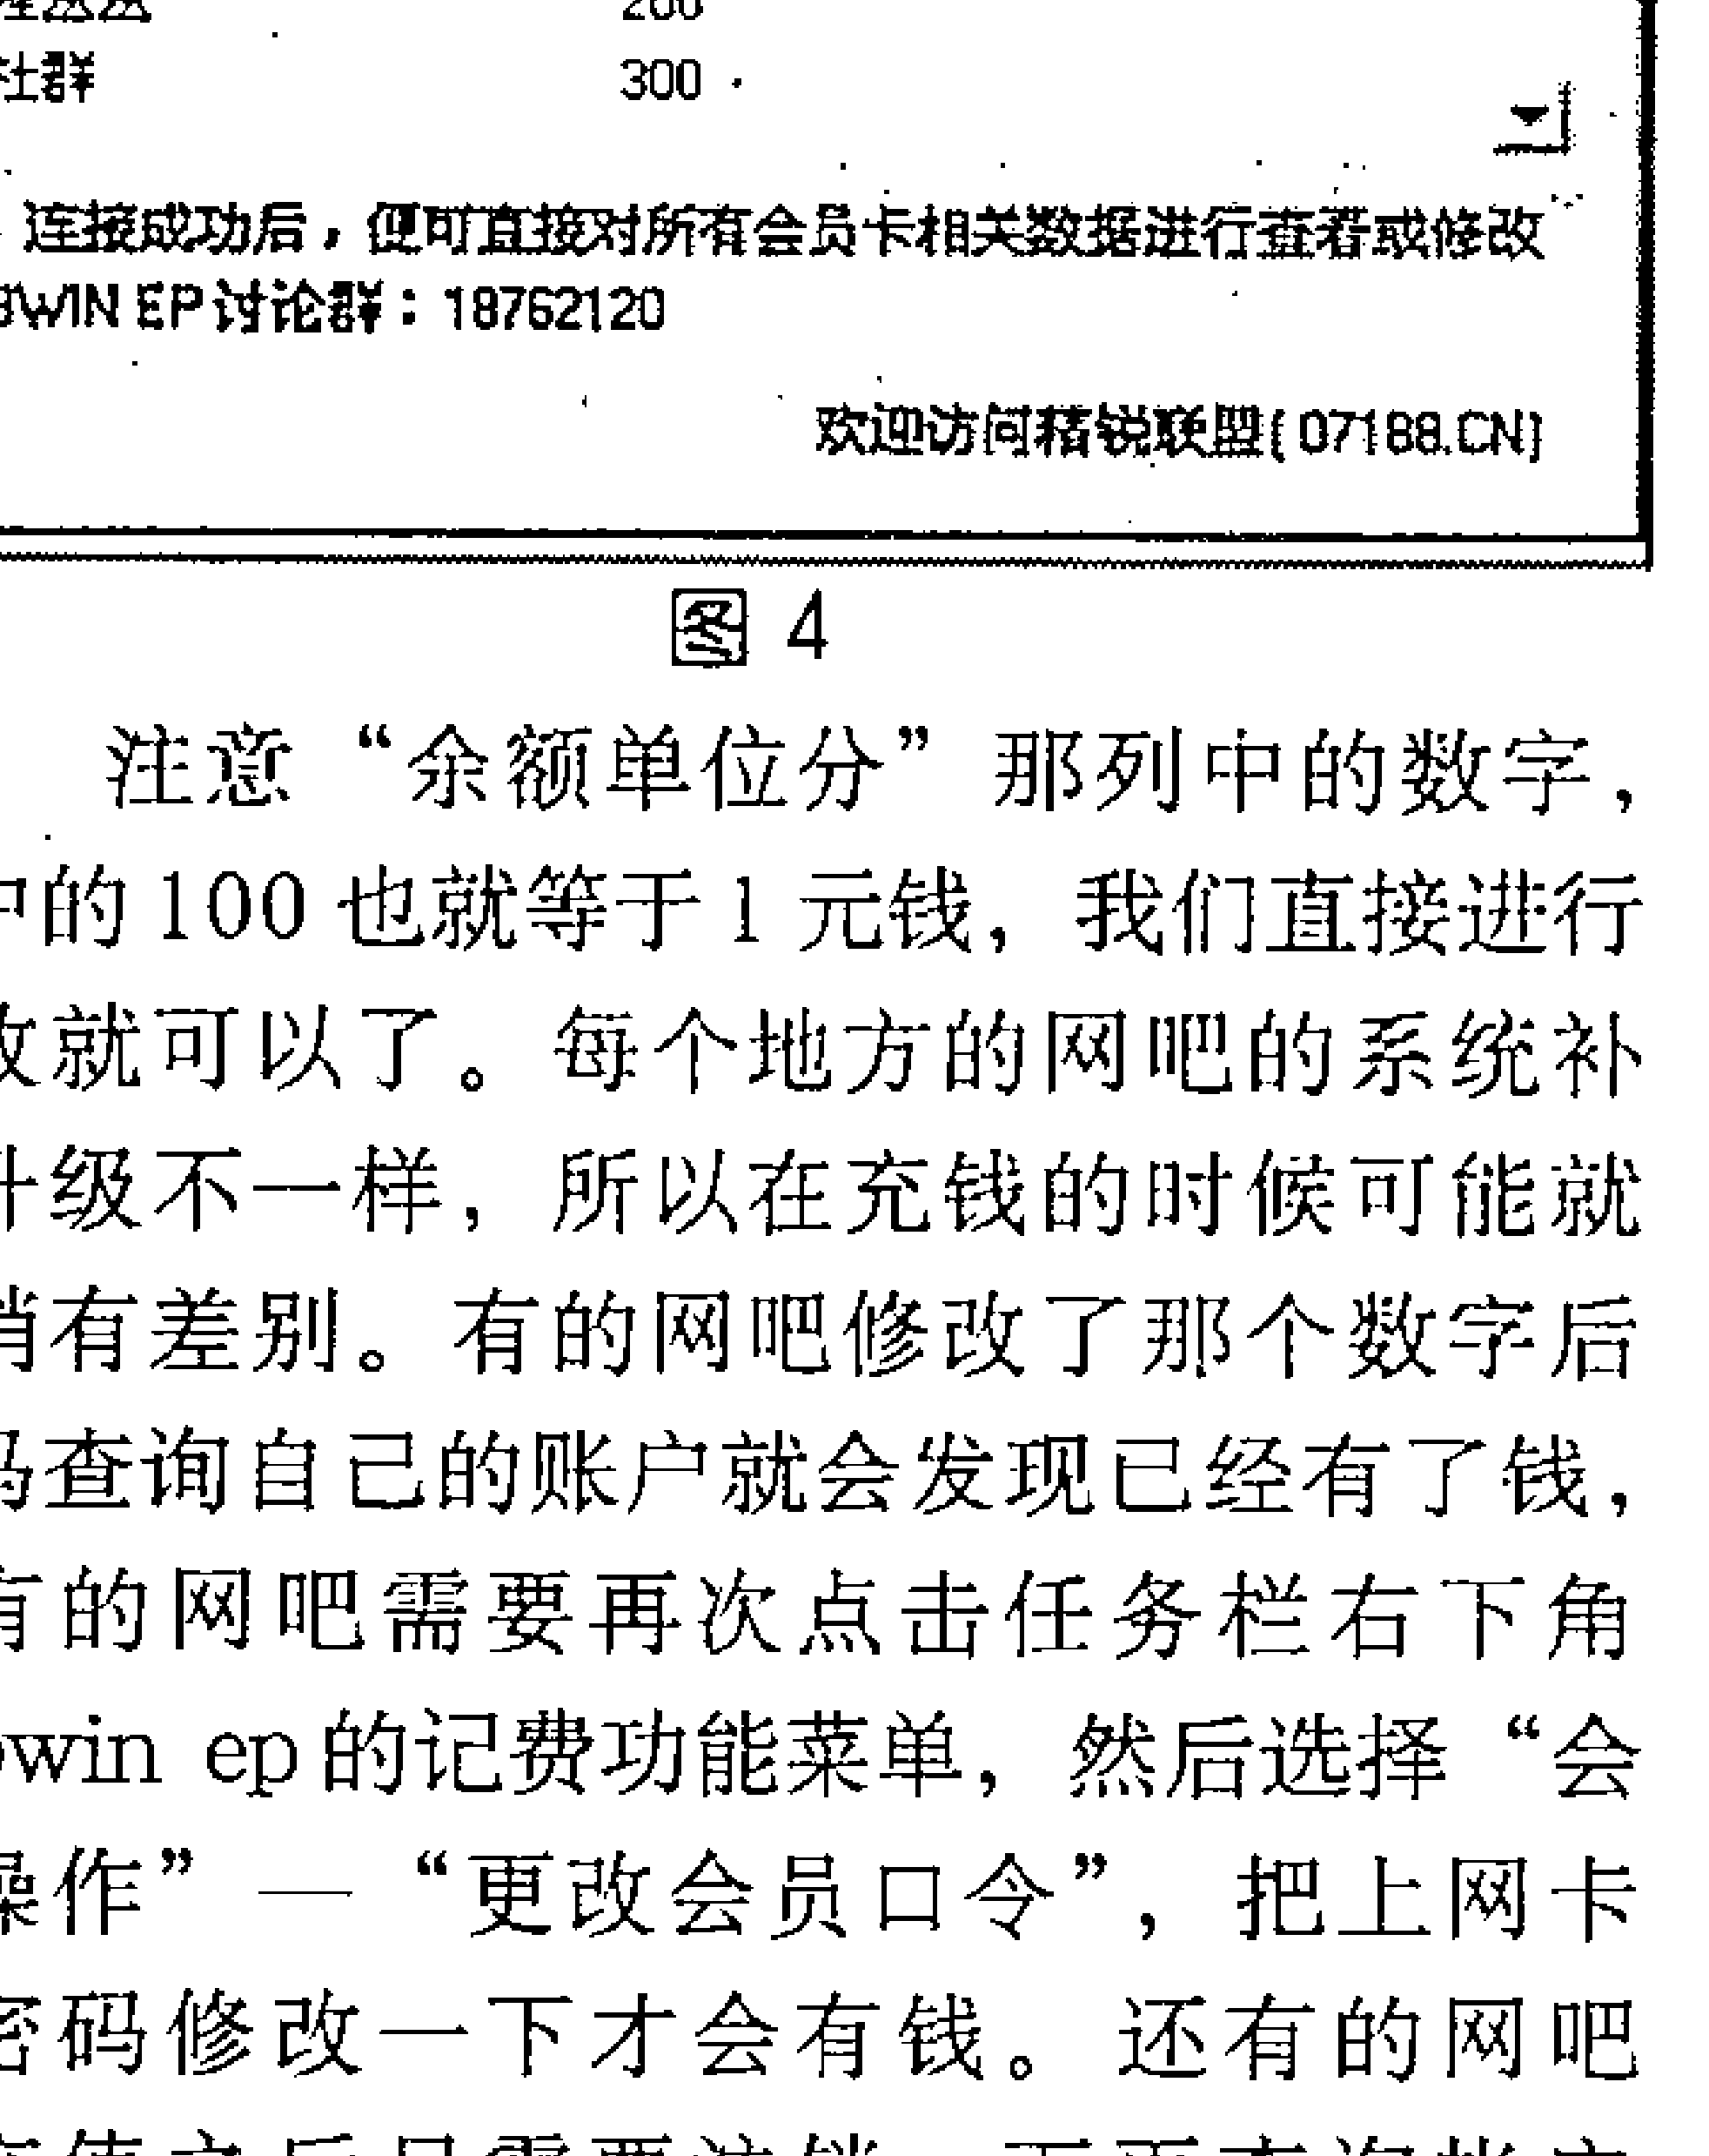 200
社群 300
连接成功后，便可直接对所有会员卡相关数据进行查看或修改
WIN EP讨论群：18762120
欢迎访问精锐联盟(07188.CN)
图 4
注意“余额单位分”那列中的数字，
中的100也就等于1元钱，我们直接进行
改就可以了。每个地方的网吧的系统补
升级不一样，所以在充钱的时候可能就
稍有差别。有的网吧修改了那个数字后
码查询自己的账户就会发现已经有了钱，
有的网吧需要再次点击任务栏右下角
win ep的记费功能菜单，然后选择“会
操作”—“更改会员口令”，把上网卡
密码修改一下才会有钱。还有的网吧